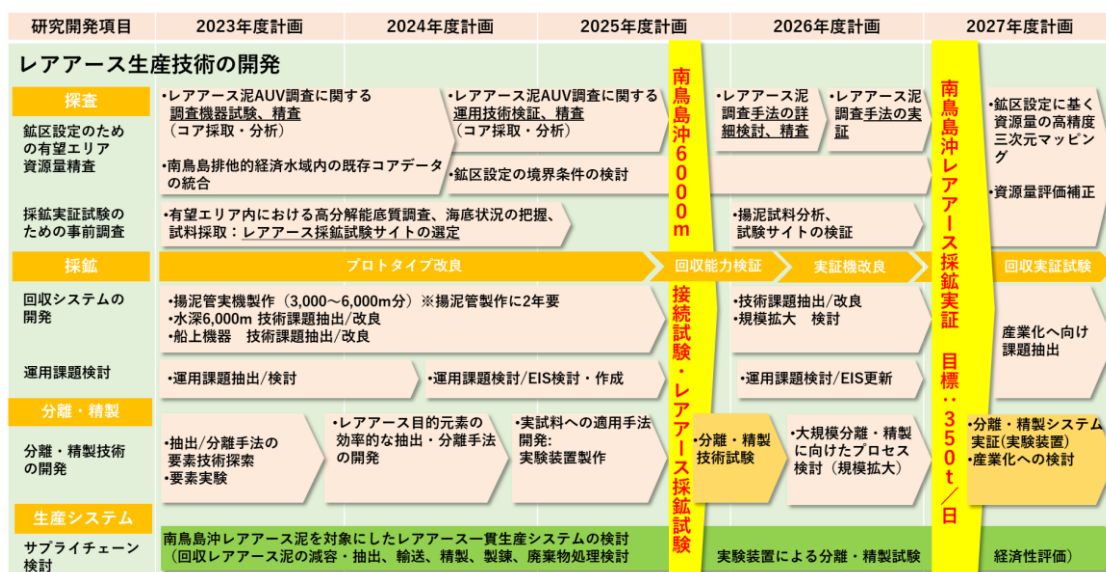 研究開発項目
2023年度計画
2024年度計画
2025年度計画
2026年度計画
2027年度計画
レアアース生産技術の開発
探査
鉱区設定のため
の有望エリア
資源量精査
•レアアース泥AUV調査に関する
調査機器試験、精査
（コア採取・分析）
•南鳥島排他的経済水域内の既存コアデータ
の統合
•レアアース泥AUV調査に関する
運用技術検証、精査
（コア採取・分析）
•鉱区設定の境界条件の検討
•レアアース泥
調査手法の詳
細検討、精査
•レアアース泥
調査手法の実
証
•鉱区設定に基く
資源量の高精度
三次元マッピン
グ
•資源量評価補正
採鉱実証試験の
ための事前調査
•有望エリア内における高分解能底質調査、海底状況の把握、
試料採取：レアアース採鉱試験サイトの選定
•揚泥試料分析、
試験サイトの検証
採鉱
プロトタイプ改良
回収能力検証
実証機改良
回収実証試験
回収システムの
開発
•揚泥管実機製作（3,000～6,000m分）※揚泥管製作に2年要
•水深6,000m 技術課題抽出/改良
•船上機器　技術課題抽出/改良
•技術課題抽出/改良
•規模拡大　検討
産業化へ向け
課題抽出
運用課題検討
•運用課題抽出/検討
•運用課題検討/EIS検討・作成
•運用課題検討/EIS更新
分離・精製
分離・精製技術
の開発
•抽出/分離手法の
要素技術探索
•要素実験
•レアアース目的元素の
効率的な抽出・分離手法
の開発
•実試料への適用手法
開発:
実験装置製作
•分離・精製
技術試験
•大規模分離・精製
に向けたプロセス
検討（規模拡大）
•分離・精製システム
実証(実験装置)
•産業化への検討
生産システム
サプライチェーン
検討
南鳥島沖レアアース泥を対象にしたレアアース一貫生産システムの検討
（回収レアアース泥の減容・抽出、輸送、精製、製錬、廃棄物処理検討
実験装置による分離・精製試験
経済性評価）
南鳥島沖6000m
接続試験・レアアース採鉱試験
南鳥島沖レアアース採鉱実証　目標：350t／日